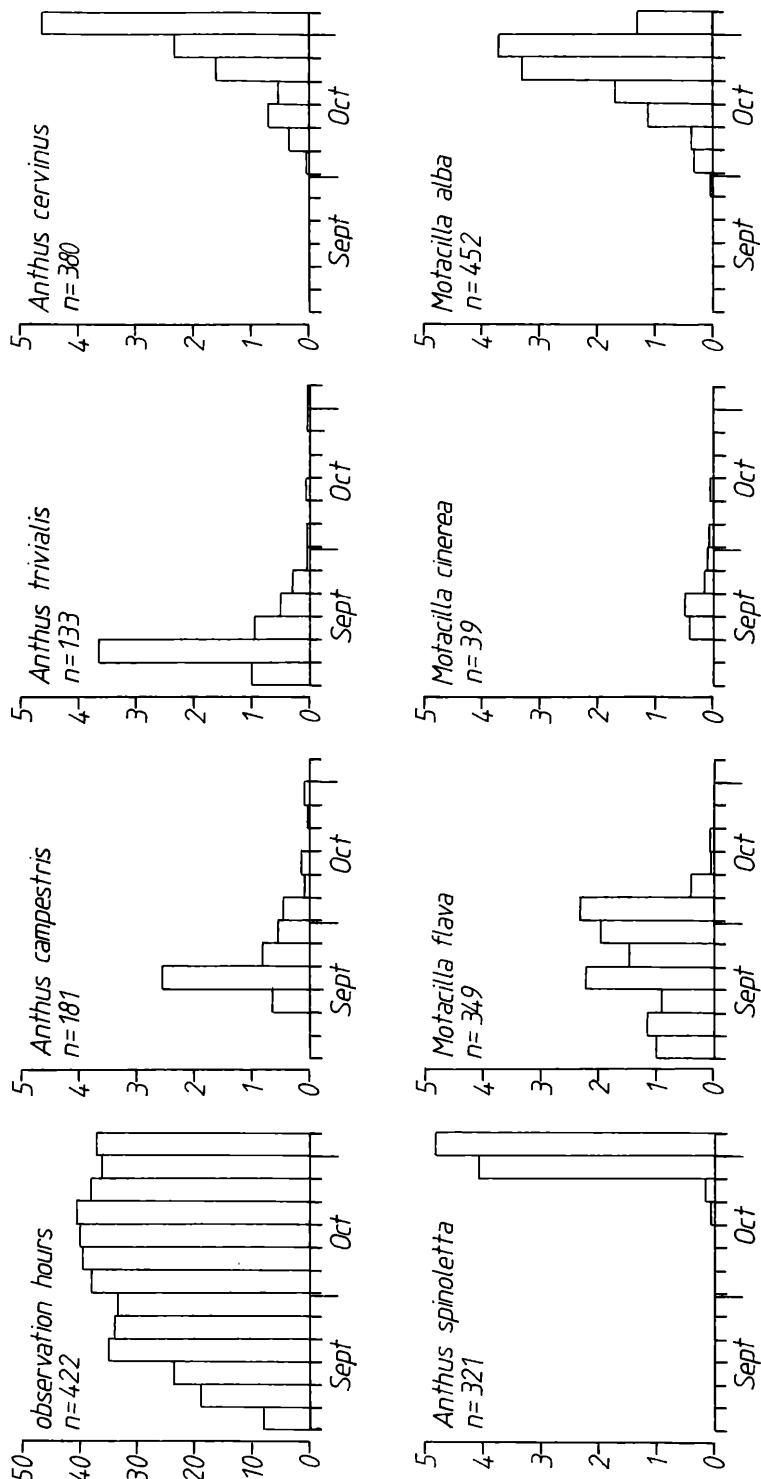 observation hours
n=422
50
40
30
20
10
0
Sept Oct
Anthus campestris
n=181
5
4
3
2
1
0
Sept Oct
Anthus trivialis
n=133
5
4
3
2
1
0
Sept Oct
Anthus cervinus
n=380
5
4
3
2
1
0
Sept Oct
Anthus spinoletta
n=321
5
4
3
2
1
0
Sept Oct
Motacilla flava
n=349
5
4
3
2
1
0
Sept Oct
Motacilla cinerea
n=39
5
4
3
2
1
0
Sept Oct
Motacilla alba
n=452
5
4
3
2
1
0
Sept Oct